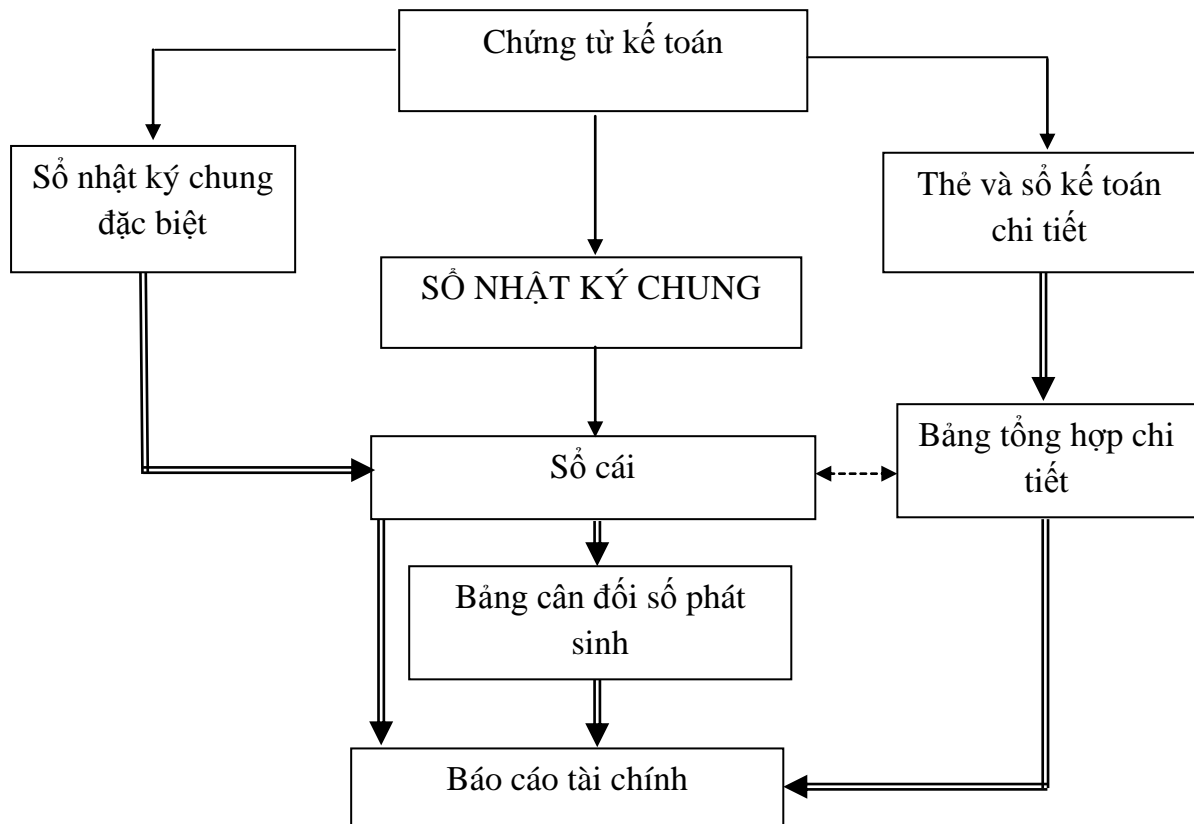 Chứng từ kế toán
Sổ nhật ký chung
đặc biệt
Thẻ và sổ kế toán
chi tiết
SỔ NHẬT KÝ CHUNG
Sổ cái
Bảng tổng hợp chi
tiết
Bảng cân đối số phát
sinh
Báo cáo tài chính